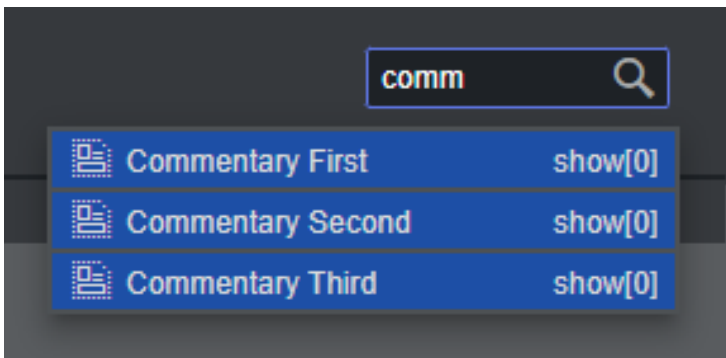 comm
Commentary First show[0]
Commentary Second show[0]
Commentary Third show[0]